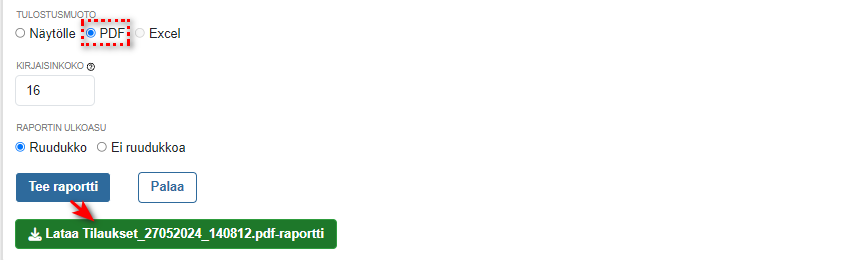 TULOSTUSMUOTO
Näytölle PDF Excel
KIRJAISINKOKO
16
RAPORTIN ULKOASU
Ruudukko Ei ruudukkoa
Tee raportti Palaa
Lataa Tilaukset_27052024_140812.pdf-raportti